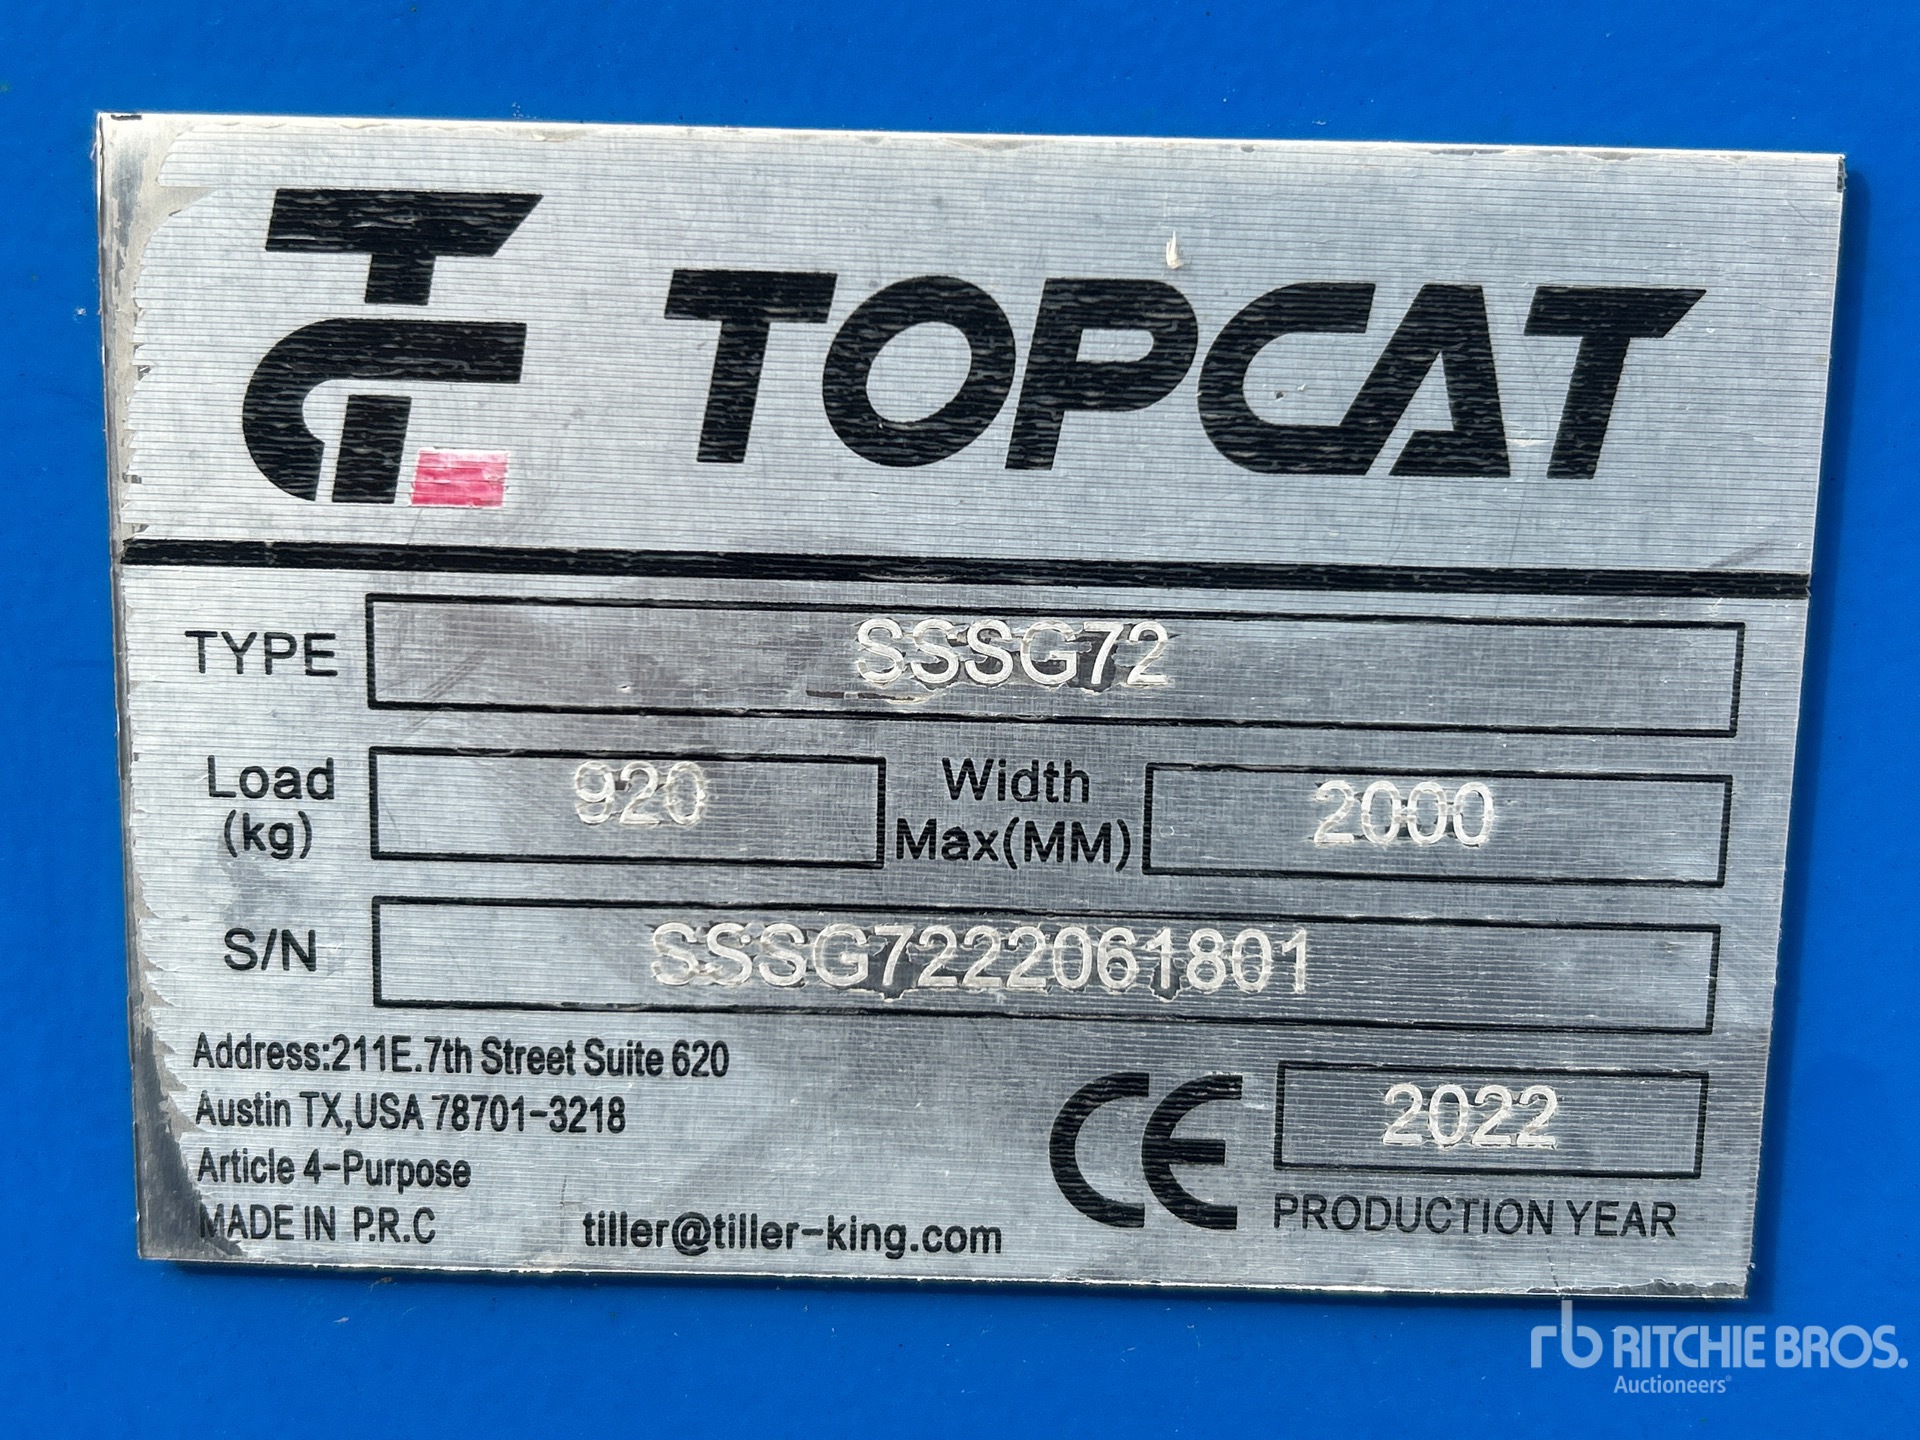 TOPCAT
TYPE SSSG72
Load (kg) 920 Width Max(MM) 2000
S/N SSSG7222061801
Address:211E.7th Street Suite 620
Austin TX,USA 78701-3218
Article 4-Purpose
MADE IN P.R.C tiller@tiller-king.com
CE 2022
PRODUCTION YEAR
rb RITCHIE BROS.
Auctioneers